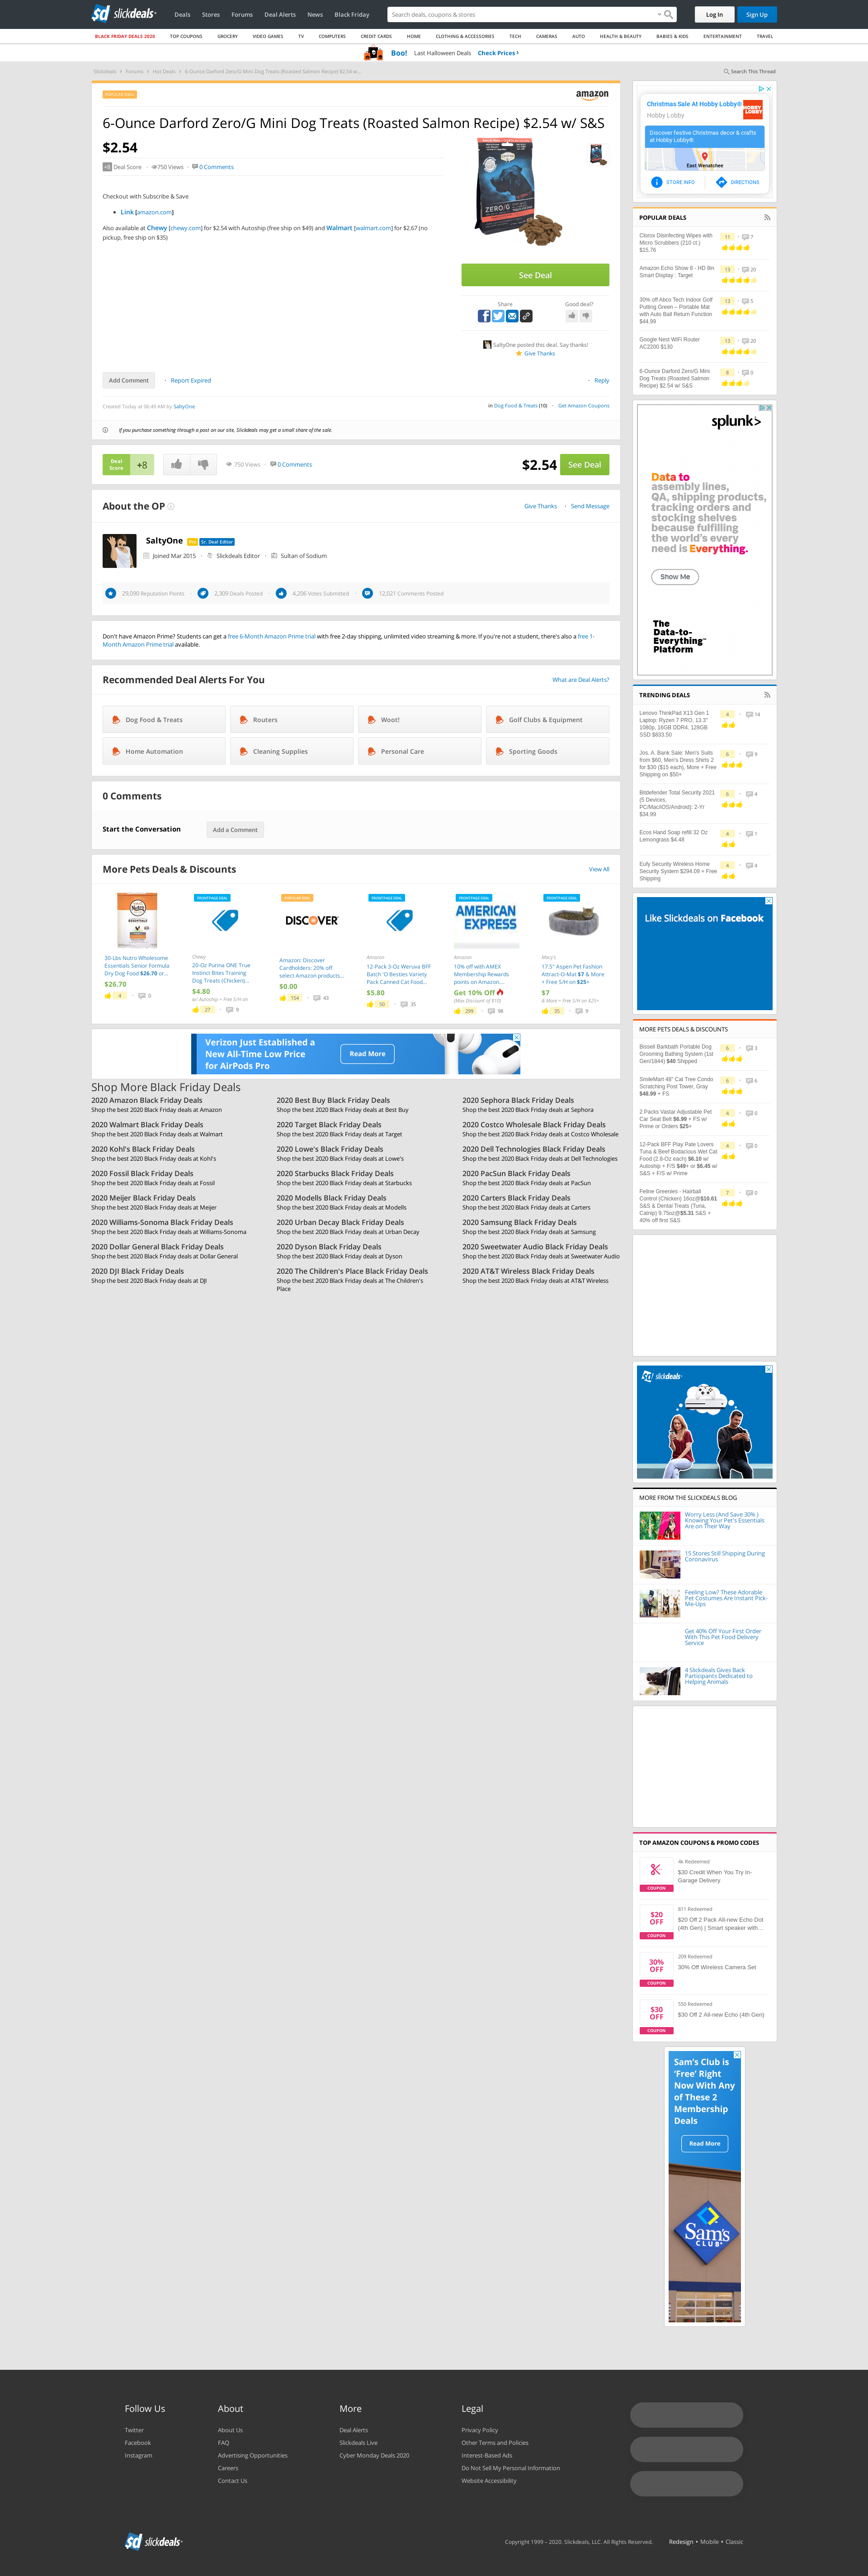 slickdeals
Deals Stores Forums Deal Alerts News Black Friday
Search deals, coupons & stores
Log In
Sign Up
BLACK FRIDAY DEALS 2020 TOP COUPONS GROCERY VIDEO GAMES TV COMPUTERS CREDIT CARDS HOME CLOTHING & ACCESSORIES TECH CAMERAS AUTO HEALTH & BEAUTY BABIES & KIDS ENTERTAINMENT TRAVEL
Boo! Last Halloween Deals Check Prices
Slickdeals Forums Hot Deals 6-Ounce Darford Zero/G Mini Dog Treats (Roasted Salmon Recipe) $2.54 w...
Search This Thread
POPULAR DEAL
amazon
6-Ounce Darford Zero/G Mini Dog Treats (Roasted Salmon Recipe) $2.54 w/ S&S
$2.54
+8 Deal Score 750 Views 0 Comments
Checkout with Subscribe & Save
• Link [amazon.com]
Also available at Chewy [chewy.com] for $2.54 with Autoship (free ship on $49) and Walmart [walmart.com] for $2.67 (no
pickup, free ship on $35)
See Deal
Share
Good deal?
SaltyOne posted this deal. Say thanks!
Give Thanks
Add Comment
Report Expired
Reply
Created Today at 06:49 AM by SaltyOne
in Dog Food & Treats (10) Get Amazon Coupons
If you purchase something through a post on our site, Slickdeals may get a small share of the sale.
Deal
Score
+8
750 Views
0 Comments
$2.54
See Deal
About the OP
Give Thanks
Send Message
SaltyOne Pro Sr. Deal Editor
Joined Mar 2015 Slickdeals Editor Sultan of Sodium
29,090 Reputation Points 2,309 Deals Posted 4,206 Votes Submitted 12,021 Comments Posted
Don't have Amazon Prime? Students can get a free 6-Month Amazon Prime trial with free 2-day shipping, unlimited video streaming & more. If you're not a student, there's also a free 1-
Month Amazon Prime trial available.
Recommended Deal Alerts For You
What are Deal Alerts?
Dog Food & Treats
Routers
Woot!
Golf Clubs & Equipment
Home Automation
Cleaning Supplies
Personal Care
Sporting Goods
0 Comments
Start the Conversation
Add a Comment
More Pets Deals & Discounts
View All
30-Lbs Nutro Wholesome
Essentials Senior Formula
Dry Dog Food $26.70 or...
$26.70
4 0
FRONTPAGE DEAL
Chewy
20-Oz Purina ONE True
Instinct Bites Training
Dog Treats (Chicken)...
$4.80
w/ Autoship + Free S/H on
27 9
POPULAR DEAL
DISCOVER
Amazon: Discover
Cardholders: 20% off
select Amazon products...
$0.00
154 43
FRONTPAGE DEAL
Amazon
12-Pack 3-Oz Weruva BFF
Batch 'O Besties Variety
Pack Canned Cat Food...
$5.80
50 35
FRONTPAGE DEAL
AMERICAN
EXPRESS
Amazon
10% off with AMEX
Membership Rewards
points on Amazon....
Get 10% Off
(Max Discount of $10)
299 98
FRONTPAGE DEAL
Macy's
17.5" Aspen Pet Fashion
Attract-O-Mat $7 & More
+ Free S/H on $25+
$7
& More + Free S/H on $25+
35 9
Verizon Just Established a
New All-Time Low Price
for AirPods Pro
Read More
Shop More Black Friday Deals
2020 Amazon Black Friday Deals
Shop the best 2020 Black Friday deals at Amazon
2020 Best Buy Black Friday Deals
Shop the best 2020 Black Friday deals at Best Buy
2020 Sephora Black Friday Deals
Shop the best 2020 Black Friday deals at Sephora
2020 Walmart Black Friday Deals
Shop the best 2020 Black Friday deals at Walmart
2020 Target Black Friday Deals
Shop the best 2020 Black Friday deals at Target
2020 Costco Wholesale Black Friday Deals
Shop the best 2020 Black Friday deals at Costco Wholesale
2020 Kohl's Black Friday Deals
Shop the best 2020 Black Friday deals at Kohl's
2020 Lowe's Black Friday Deals
Shop the best 2020 Black Friday deals at Lowe's
2020 Dell Technologies Black Friday Deals
Shop the best 2020 Black Friday deals at Dell Technologies
2020 Fossil Black Friday Deals
Shop the best 2020 Black Friday deals at Fossil
2020 Starbucks Black Friday Deals
Shop the best 2020 Black Friday deals at Starbucks
2020 PacSun Black Friday Deals
Shop the best 2020 Black Friday deals at PacSun
2020 Meijer Black Friday Deals
Shop the best 2020 Black Friday deals at Meijer
2020 Modells Black Friday Deals
Shop the best 2020 Black Friday deals at Modells
2020 Carters Black Friday Deals
Shop the best 2020 Black Friday deals at Carters
2020 Williams-Sonoma Black Friday Deals
Shop the best 2020 Black Friday deals at Williams-Sonoma
2020 Urban Decay Black Friday Deals
Shop the best 2020 Black Friday deals at Urban Decay
2020 Samsung Black Friday Deals
Shop the best 2020 Black Friday deals at Samsung
2020 Dollar General Black Friday Deals
Shop the best 2020 Black Friday deals at Dollar General
2020 Dyson Black Friday Deals
Shop the best 2020 Black Friday deals at Dyson
2020 Sweetwater Audio Black Friday Deals
Shop the best 2020 Black Friday deals at Sweetwater Audio
2020 DJI Black Friday Deals
Shop the best 2020 Black Friday deals at DJI
2020 The Children's Place Black Friday Deals
Shop the best 2020 Black Friday deals at The Children's
Place
2020 AT&T Wireless Black Friday Deals
Shop the best 2020 Black Friday deals at AT&T Wireless
Christmas Sale At Hobby Lobby®
Hobby Lobby
HOBBY
LOBBY
Discover festive Christmas decor & crafts
at Hobby Lobby®
East Wenatchee
STORE INFO
DIRECTIONS
POPULAR DEALS
Clorox Disinfecting Wipes with
Micro Scrubbers (210 ct.)
$15.76
11 7
Amazon Echo Show 8 - HD 8in
Smart Display : Target
13 20
30% off Abco Tech Indoor Golf
Putting Green – Portable Mat
with Auto Ball Return Function
$44.99
13 5
Google Nest WiFi Router
AC2200 $130
13 20
6-Ounce Darford Zero/G Mini
Dog Treats (Roasted Salmon
Recipe) $2.54 w/ S&S
8 0
splunk>
Data to
assembly lines,
QA, shipping products,
tracking orders and
stocking shelves
because fulfilling
the world's every
need is Everything.
Show Me
The
Data-to-
Everything™
Platform
TRENDING DEALS
Lenovo ThinkPad X13 Gen 1
Laptop: Ryzen 7 PRO, 13.3"
1080p, 16GB DDR4, 128GB
SSD $833.50
4 14
Jos. A. Bank Sale: Men's Suits
from $60, Men's Dress Shirts 2
for $30 ($15 each), More + Free
Shipping on $50+
6 9
Bitdefender Total Security 2021
(5 Devices,
PC/Mac/iOS/Android); 2-Yr
$34.99
6 4
Ecos Hand Soap refill 32 Oz
Lemongrass $4.48
4 1
Eufy Security Wireless Home
Security System $294.09 + Free
Shipping
4 4
Like Slickdeals on Facebook
MORE PETS DEALS & DISCOUNTS
Bissell Barkbath Portable Dog
Grooming Bathing System (1st
Gen/1844) $40 Shipped
6 3
SmileMart 48" Cat Tree Condo
Scratching Post Tower, Gray
$48.99 + FS
6 6
2 Packs Vastar Adjustable Pet
Car Seat Belt $6.99 + FS w/
Prime or Orders $25+
4 0
12-Pack BFF Play Pate Lovers
Tuna & Beef Bodacious Wet Cat
Food (2.8-Oz each) $6.10 w/
Autoship + F/S $49+ or $6.45 w/
S&S + F/S w/ Prime
4 0
Feline Greenies - Hairball
Control (Chicken) 16oz@$10.61
S&S & Dental Treats (Tuna,
Catnip) 9.75oz@$5.31 S&S +
40% off first S&S
7 0
slickdeals
MORE FROM THE SLICKDEALS BLOG
Worry Less (And Save 30% )
Knowing Your Pet's Essentials
Are on Their Way
15 Stores Still Shipping During
Coronavirus
Feeling Low? These Adorable
Pet Costumes Are Instant Pick-
Me-Ups
Get 40% Off Your First Order
With This Pet Food Delivery
Service
4 Slickdeals Gives Back
Participants Dedicated to
Helping Animals
TOP AMAZON COUPONS & PROMO CODES
4k Redeemed
$30 Credit When You Try In-
Garage Delivery
COUPON
$20
OFF
811 Redeemed
$20 Off 2 Pack All-new Echo Dot
(4th Gen) | Smart speaker with...
COUPON
30%
OFF
209 Redeemed
30% Off Wireless Camera Set
COUPON
$30
OFF
550 Redeemed
$30 Off 2 All-new Echo (4th Gen)
COUPON
Sam's Club is
'Free' Right
Now With Any
of These 2
Membership
Deals
Read More
Sam's
CLUB
Follow Us
Twitter
Facebook
Instagram
About
About Us
FAQ
Advertising Opportunities
Careers
Contact Us
More
Deal Alerts
Slickdeals Live
Cyber Monday Deals 2020
Legal
Privacy Policy
Other Terms and Policies
Interest-Based Ads
Do Not Sell My Personal Information
Website Accessibility
slickdeals
Copyright 1999 – 2020. Slickdeals, LLC. All Rights Reserved. Redesign • Mobile • Classic